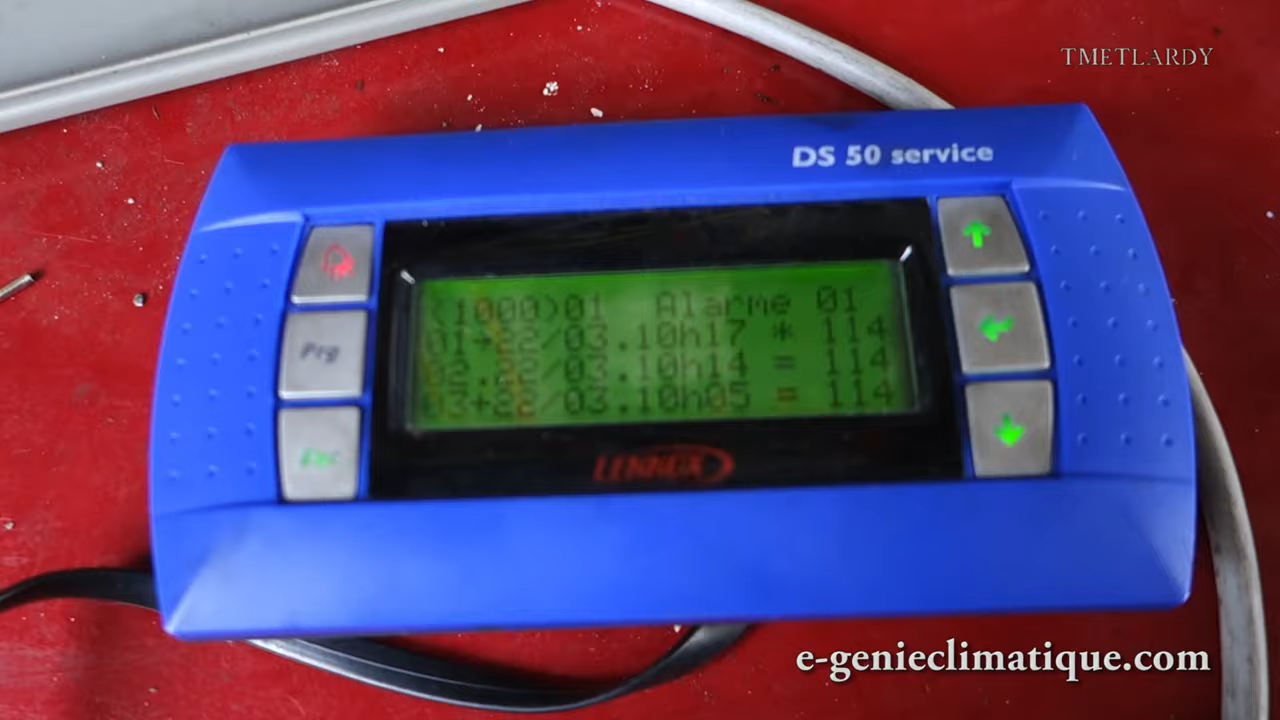 TMETLARDY
DS 50 service
(1000)01 Alarme 01
01+22/03.10h17 * 114
02.22/03.10h14 = 114
03+22/03.10h05 = 114
Prg
Esc
LENNOX
e-genieclimatique.com